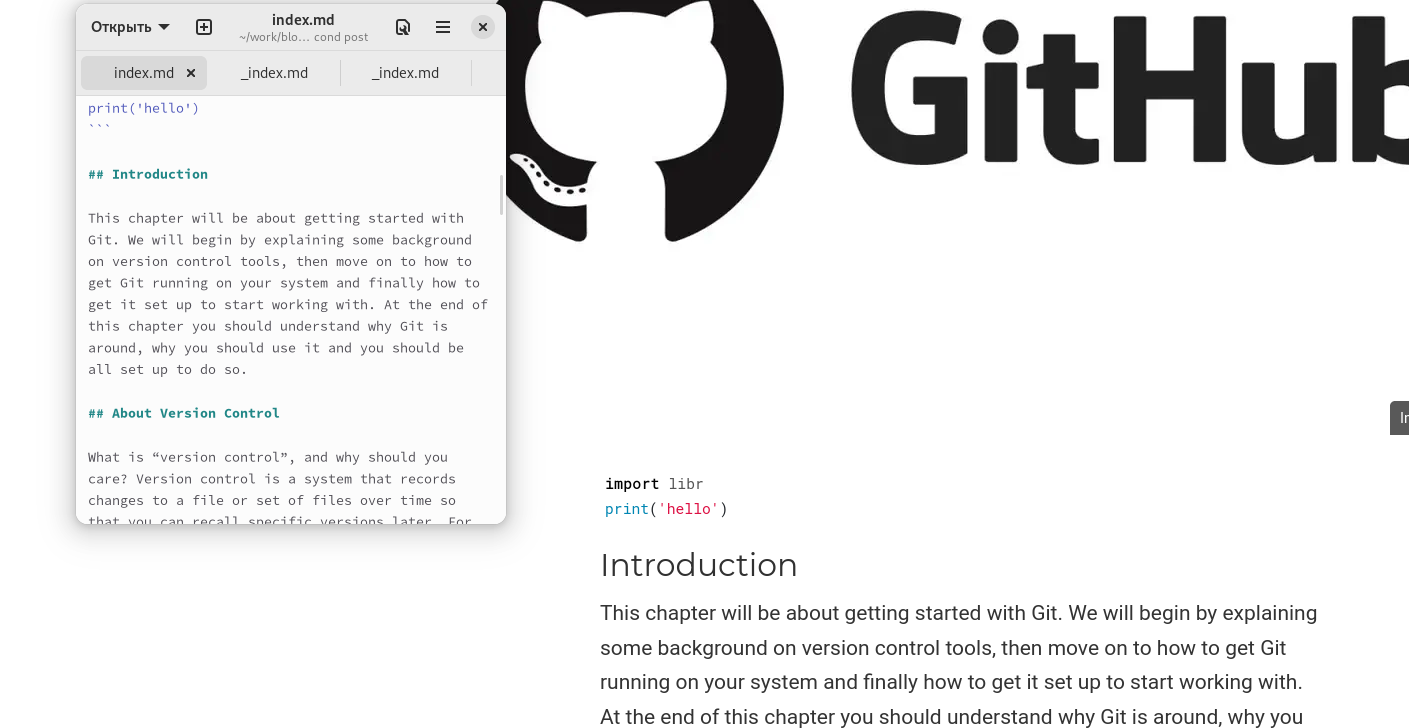 Открыть
index.md
~/work/blo… cond post
index.md
_index.md
_index.md
print('hello')
```
## Introduction
This chapter will be about getting started with
Git. We will begin by explaining some background
on version control tools, then move on to how to
get Git running on your system and finally how to
get it set up to start working with. At the end of
this chapter you should understand why Git is
around, why you should use it and you should be
all set up to do so.
## About Version Control
What is “version control”, and why should you
care? Version control is a system that records
changes to a file or set of files over time so
that you can recall specific versions later. For
GitHub
import libr
print('hello')
Introduction
This chapter will be about getting started with Git. We will begin by explaining
some background on version control tools, then move on to how to get Git
running on your system and finally how to get it set up to start working with.
At the end of this chapter you should understand why Git is around, why you